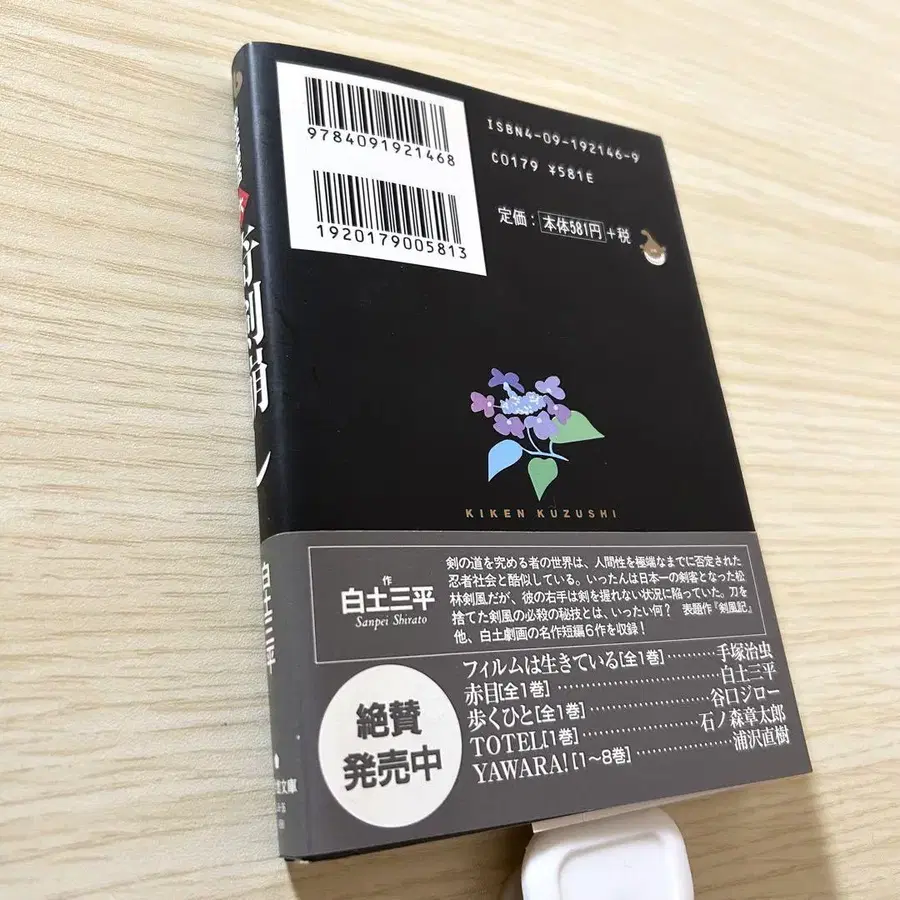 9784091921468
1920179005813
ISBN4-09-192146-9
C0179 ¥581E
定価：本体581円+税
KIKEN KUZUSHI
作
白土三平
Sanpei Shirato
剣の道を究める者の世界は、人間性を極端なまでに否定された
忍者社会と酷似している。いったんは日本一の剣客となった松
林剣風だが、彼の右手は剣を握れない状況に陥っていた。刀を
捨てた剣風の必殺の秘技とは、いったい何？ 表題作『剣風記』
他、白土劇画の名作短編6作を収録！
絶賛
発売中
フィルムは生きている[全1巻]………手塚治虫
赤目[全1巻]………………………白土三平
歩くひと[全1巻]…………………谷口ジロー
TOTEL[1巻]………………………石ノ森章太郎
YAWARA![1〜8巻]………………浦沢直樹
剣崩し
白土三平
文庫